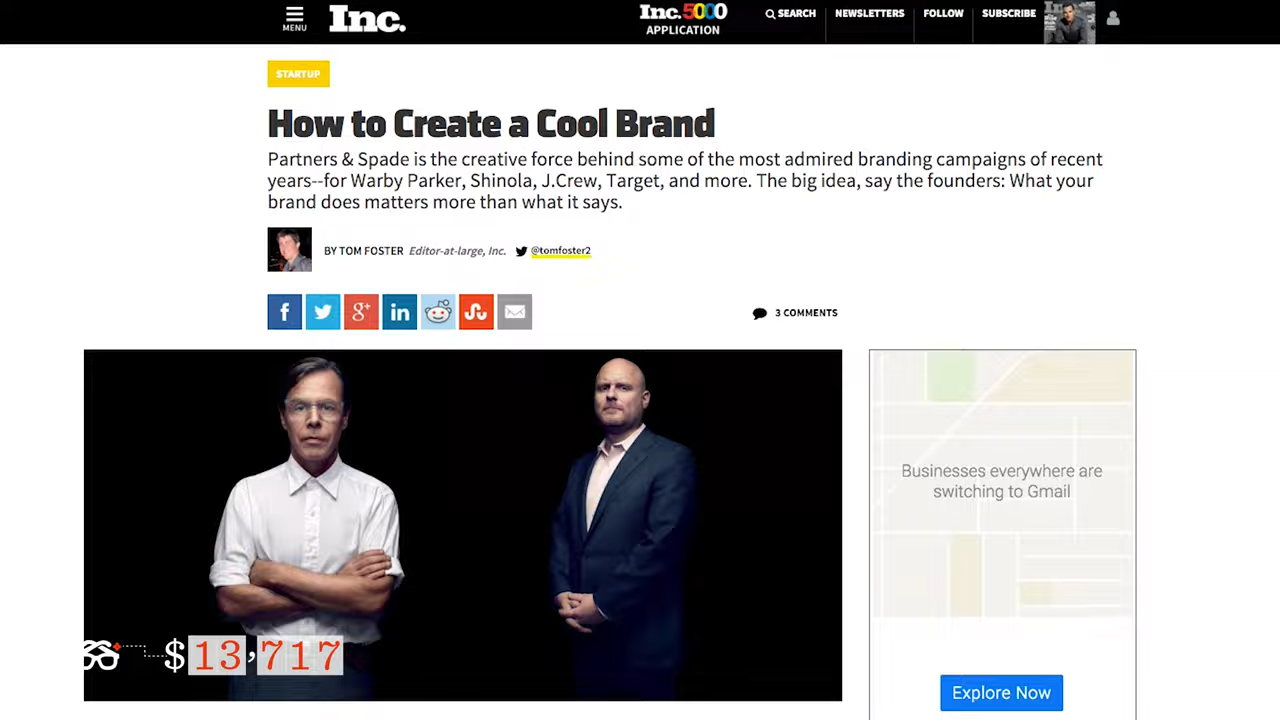 MENU
Inc.
Inc.5000
APPLICATION
SEARCH
NEWSLETTERS
FOLLOW
SUBSCRIBE
STARTUP
How to Create a Cool Brand
Partners & Spade is the creative force behind some of the most admired branding campaigns of recent
years--for Warby Parker, Shinola, J.Crew, Target, and more. The big idea, say the founders: What your
brand does matters more than what it says.
BY TOM FOSTER Editor-at-large, Inc. @tomfoster2
f g+ in
3 COMMENTS
Businesses everywhere are
switching to Gmail
Explore Now
$13,717